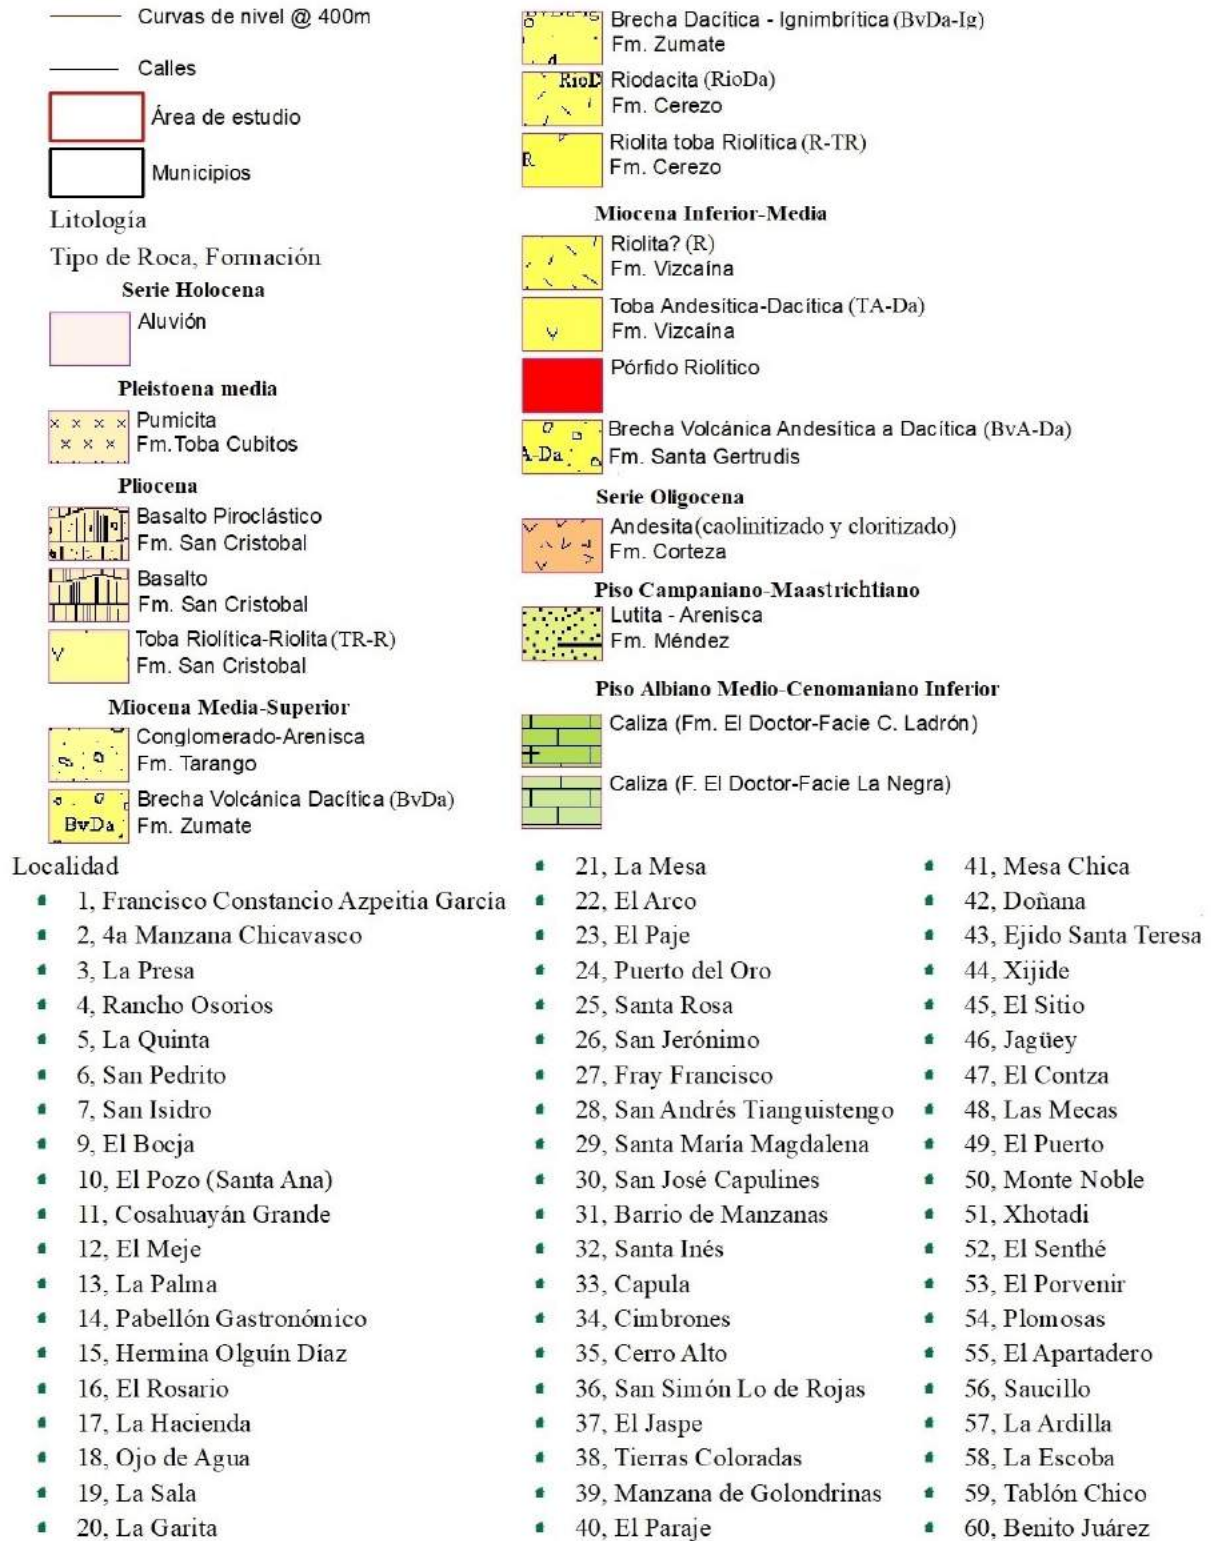 Curvas de nivel @ 400m
Calles
Área de estudio
Municipios
Litología
Tipo de Roca, Formación
Serie Holocena
Aluvión
Pleistoena media
Pumicita
Fm.Toba Cubitos
Pliocena
Basalto Piroclástico
Fm. San Cristobal
Basalto
Fm. San Cristobal
Toba Riolítica-Riolita (TR-R)
Fm. San Cristobal
Miocena Media-Superior
Conglomerado-Arenisca
Fm. Tarango
BvDa
Brecha Volcánica Dacítica (BvDa)
Fm. Zumate
Brecha Dacítica - Ignimbrítica (BvDa-Ig)
Fm. Zumate
RioD
Riodacita (RioDa)
Fm. Cerezo
R
Riolita toba Riolítica (R-TR)
Fm. Cerezo
Miocena Inferior-Media
Riolita? (R)
Fm. Vizcaína
Toba Andesítica-Dacítica (TA-Da)
Fm. Vizcaína
Pórfido Riolítico
A-Da
Brecha Volcánica Andesítica a Dacítica (BvA-Da)
Fm. Santa Gertrudis
Serie Oligocena
Andesita (caolinitizado y cloritizado)
Fm. Corteza
Piso Campaniano-Maastrichtiano
Lutita - Arenisca
Fm. Méndez
Piso Albiano Medio-Cenomaniano Inferior
Caliza (Fm. El Doctor-Facie C. Ladrón)
Caliza (F. El Doctor-Facie La Negra)
Localidad
1, Francisco Constancio Azpeitia García
2, 4a Manzana Chicavasco
3, La Presa
4, Rancho Osorios
5, La Quinta
6, San Pedrito
7, San Isidro
9, El Bocja
10, El Pozo (Santa Ana)
11, Cosahuayán Grande
12, El Meje
13, La Palma
14, Pabellón Gastronómico
15, Hermina Olguín Díaz
16, El Rosario
17, La Hacienda
18, Ojo de Agua
19, La Sala
20, La Garita
21, La Mesa
22, El Arco
23, El Paje
24, Puerto del Oro
25, Santa Rosa
26, San Jerónimo
27, Fray Francisco
28, San Andrés Tianguistengo
29, Santa María Magdalena
30, San José Capulines
31, Barrio de Manzanas
32, Santa Inés
33, Capula
34, Cimbrones
35, Cerro Alto
36, San Simón Lo de Rojas
37, El Jaspe
38, Tierras Coloradas
39, Manzana de Golondrinas
40, El Paraje
41, Mesa Chica
42, Doñana
43, Ejido Santa Teresa
44, Xijide
45, El Sitio
46, Jagüey
47, El Contza
48, Las Mecas
49, El Puerto
50, Monte Noble
51, Xhotadi
52, El Senthé
53, El Porvenir
54, Plomosas
55, El Apartadero
56, Saucillo
57, La Ardilla
58, La Escoba
59, Tablón Chico
60, Benito Juárez